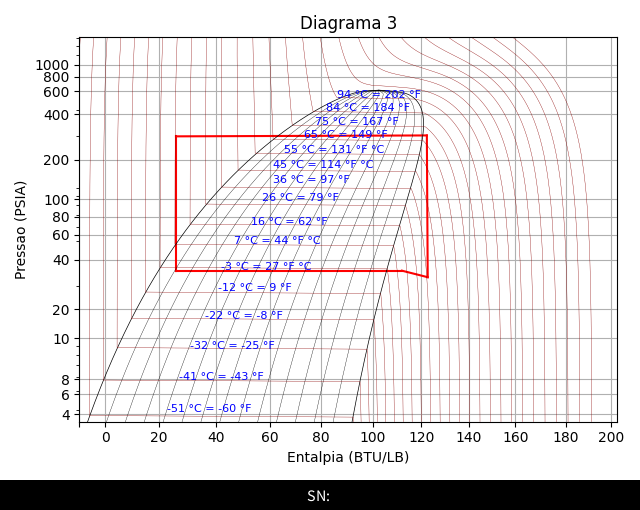 Diagrama 3
1000
800
600
400
200
100
80
60
40
20
10
8
6
4
Pressao (PSIA)
94 °C = 202 °F
84 °C = 184 °F
75 °C = 167 °F
65 °C = 149 °F
55 °C = 131 °F °C
45 °C = 114 °F °C
36 °C = 97 °F
26 °C = 79 °F
16 °C = 62 °F
7 °C = 44 °F °C
-3 °C = 27 °F °C
-12 °C = 9 °F
-22 °C = -8 °F
-32 °C = -25 °F
-41 °C = -43 °F
-51 °C = -60 °F
0 20 40 60 80 100 120 140 160 180 200
Entalpia (BTU/LB)
SN: